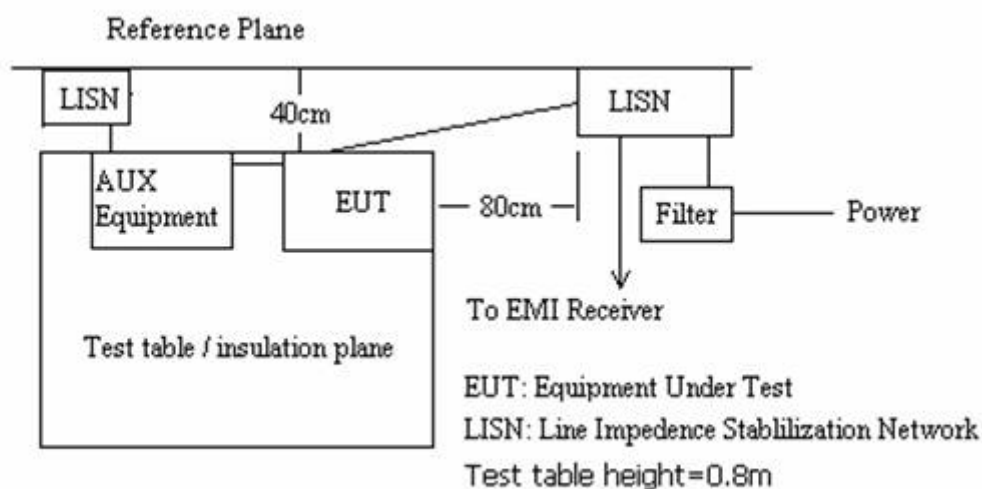 Reference Plane
LISN
40cm
LISN
AUX
Equipment
EUT
80cm
Filter
Power
To EMI Receiver
Test table / insulation plane
EUT: Equipment Under Test
LISN: Line Impedence Stablilization Network
Test table height=0.8m